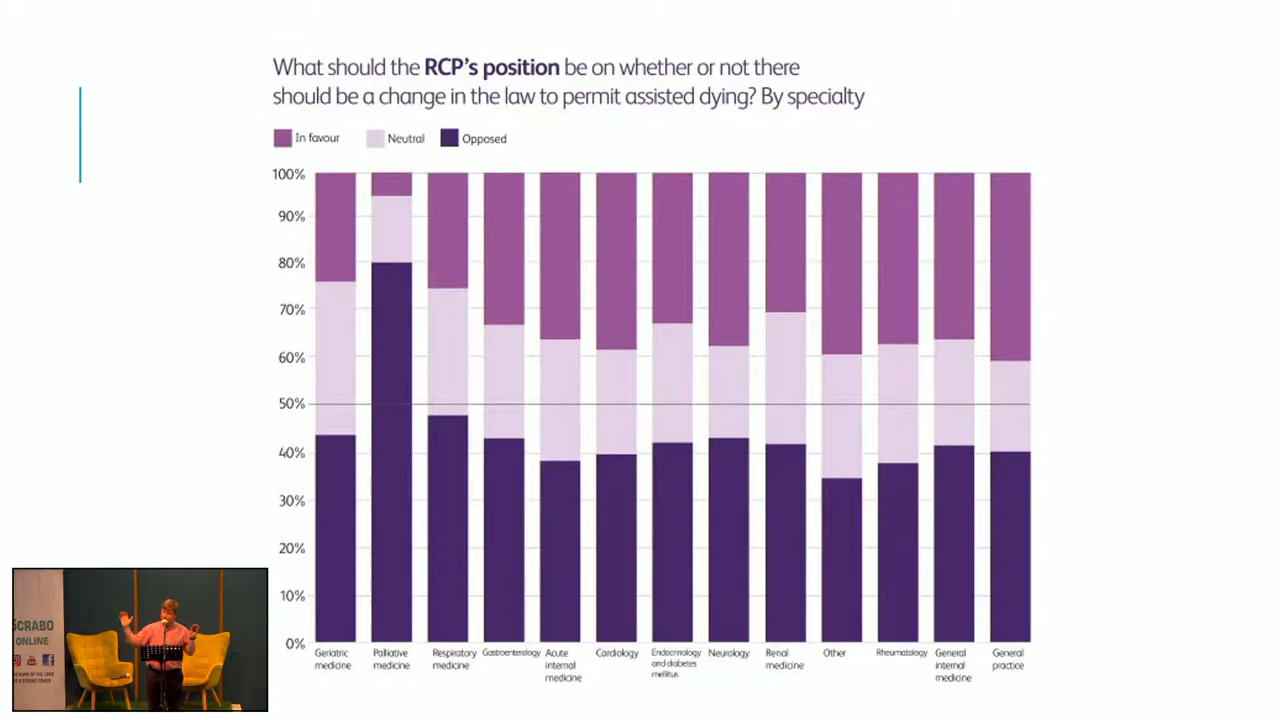 What should the RCP's position be on whether or not there
should be a change in the law to permit assisted dying? By specialty
In favour
Neutral
Opposed
100%
90%
80%
70%
60%
50%
40%
30%
20%
10%
0%
Geriatric
medicine
Palliative
medicine
Respiratory
medicine
Gastroenterology
Acute
internal
medicine
Cardiology
Endocrinology
and diabetes
mellitus
Neurology
Renal
medicine
Other
Rheumatology
General
internal
medicine
General
practice
SCRABO
ONLINE